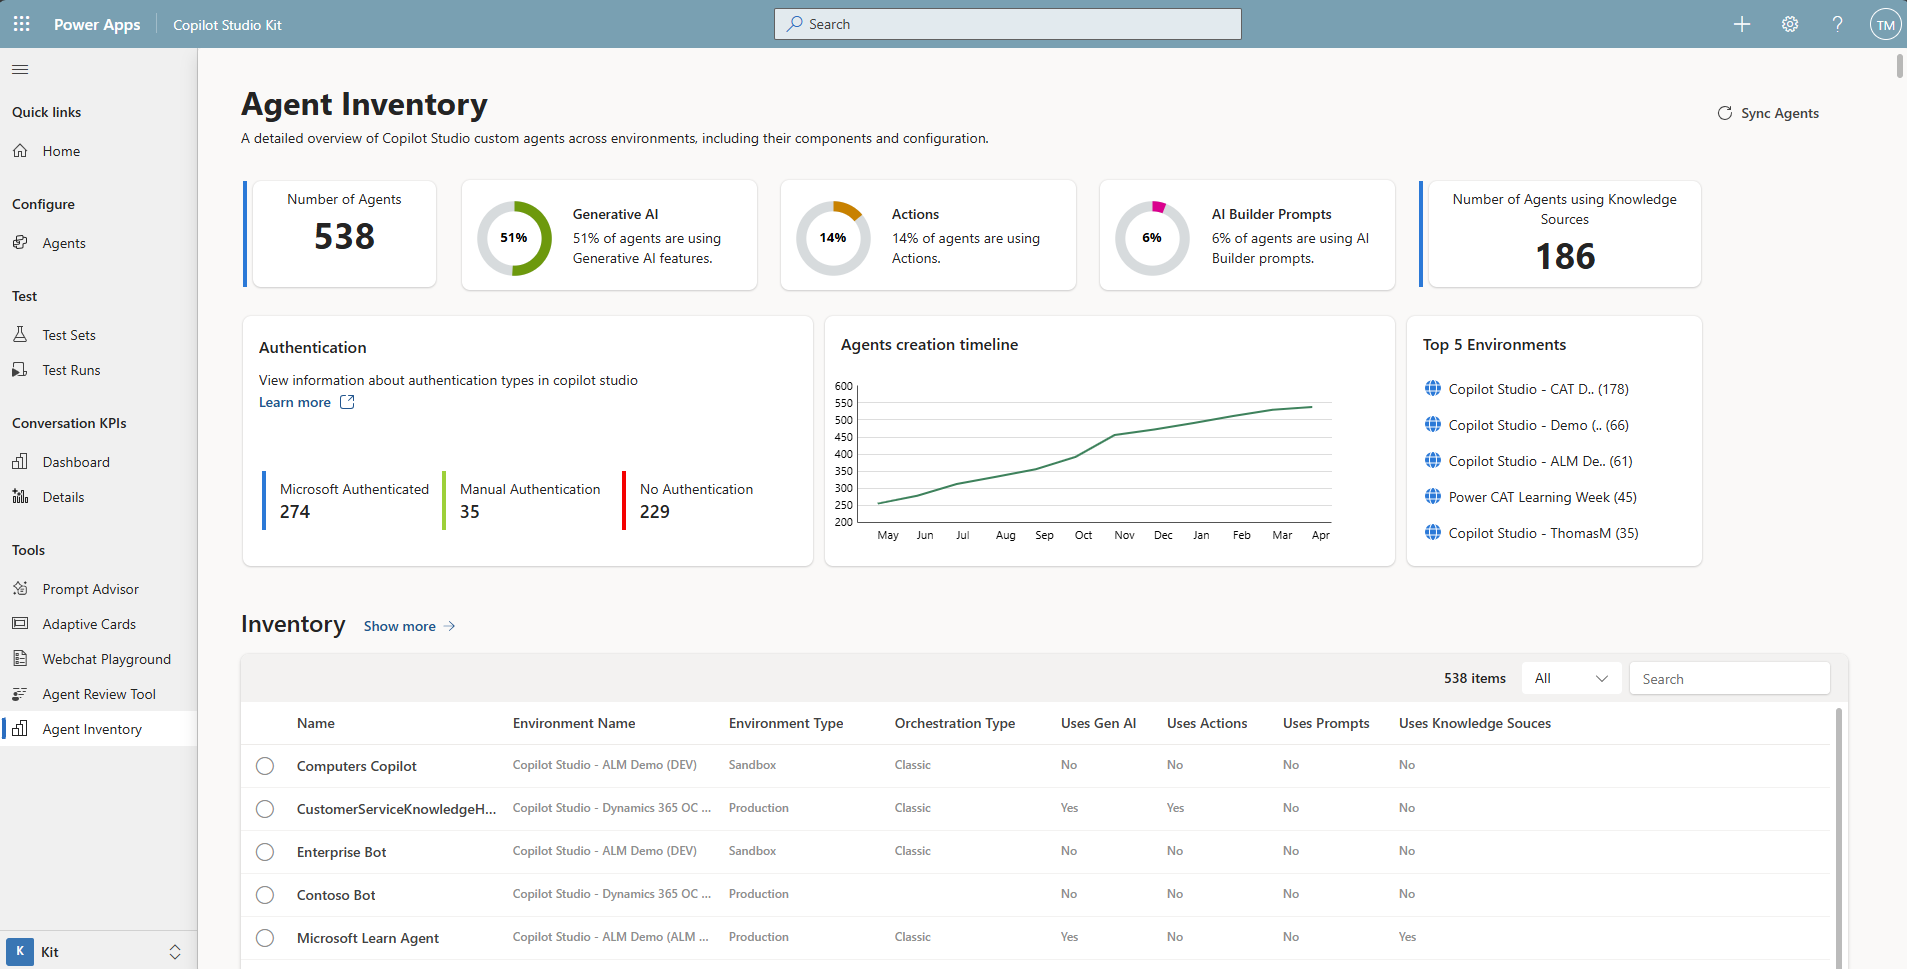 Power Apps
Copilot Studio Kit
Search
TM
Quick links
Home
Configure
Agents
Test
Test Sets
Test Runs
Conversation KPIs
Dashboard
Details
Tools
Prompt Advisor
Adaptive Cards
Webchat Playground
Agent Review Tool
Agent Inventory
K
Kit
Agent Inventory
A detailed overview of Copilot Studio custom agents across environments, including their components and configuration.
Sync Agents
Number of Agents
538
51%
Generative AI
51% of agents are using
Generative AI features.
14%
Actions
14% of agents are using
Actions.
6%
AI Builder Prompts
6% of agents are using AI
Builder prompts.
Number of Agents using Knowledge
Sources
186
Authentication
View information about authentication types in copilot studio
Learn more
Microsoft Authenticated
274
Manual Authentication
35
No Authentication
229
Agents creation timeline
600
550
500
450
400
350
300
250
200
May Jun Jul Aug Sep Oct Nov Dec Jan Feb Mar Apr
Top 5 Environments
Copilot Studio - CAT D.. (178)
Copilot Studio - Demo (.. (66)
Copilot Studio - ALM De.. (61)
Power CAT Learning Week (45)
Copilot Studio - ThomasM (35)
Inventory Show more
538 items All Search
Name Environment Name Environment Type Orchestration Type Uses Gen AI Uses Actions Uses Prompts Uses Knowledge Souces
Computers Copilot Copilot Studio - ALM Demo (DEV) Sandbox Classic No No No No
CustomerServiceKnowledgeH... Copilot Studio - Dynamics 365 OC ... Production Classic Yes Yes No No
Enterprise Bot Copilot Studio - ALM Demo (DEV) Sandbox Classic No No No No
Contoso Bot Copilot Studio - Dynamics 365 OC ... Production No No No No
Microsoft Learn Agent Copilot Studio - ALM Demo (ALM ... Production Classic Yes No No Yes